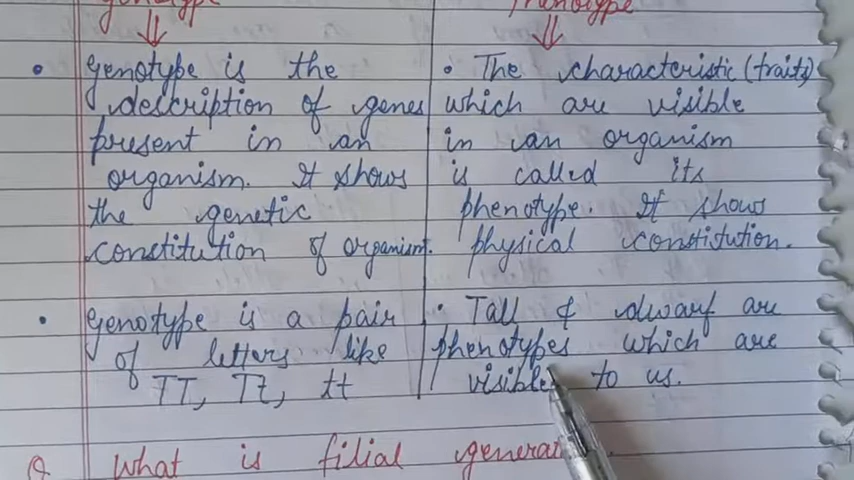 genotype Phenotype
• Genotype is the
description of genes
present in an
organism. It shows
the genetic
constitution of organism.
• Genotype is a pair
of letters like
TT, Tt, tt
• The characteristic (traits)
which are visible
in an organism
is called its
phenotype. It shows
physical constitution.
• Tall & dwarf are
phenotypes which are
visible to us.
Q What is filial